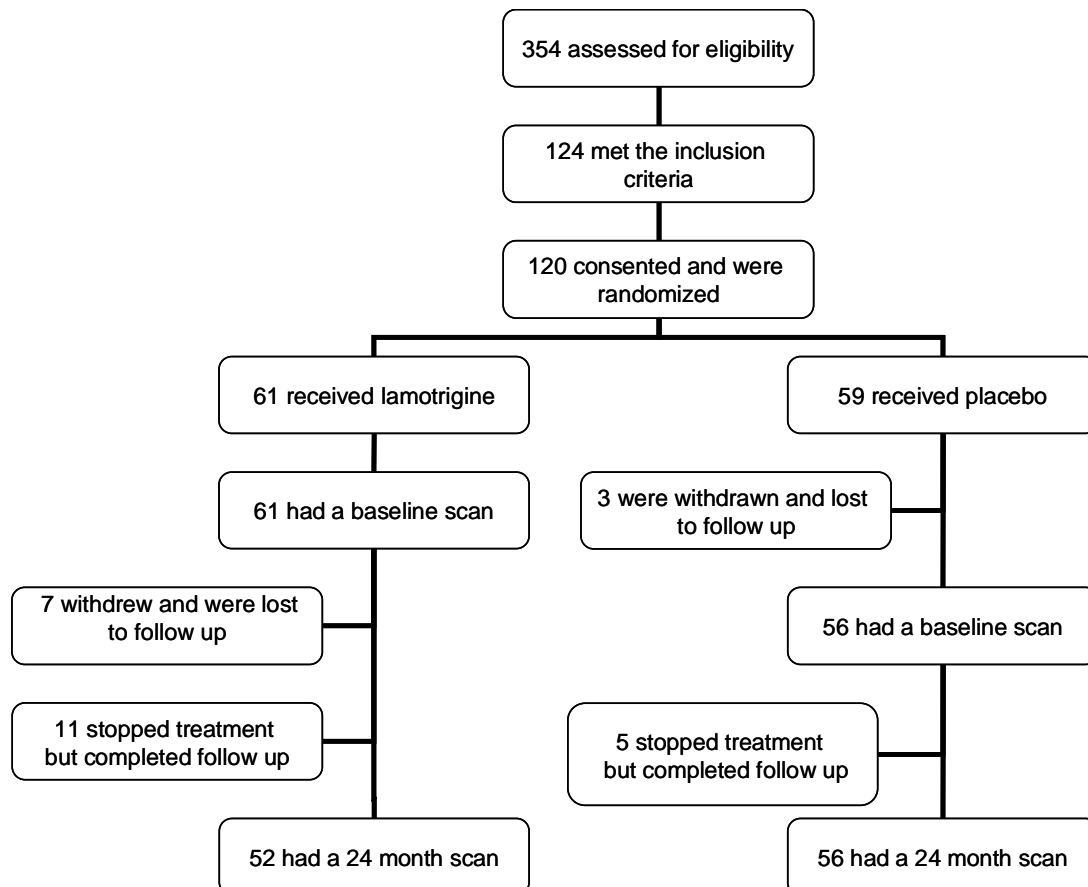 354 assessed for eligibility
124 met the inclusion
criteria
120 consented and were
randomized
61 received lamotrigine
59 received placebo
61 had a baseline scan
3 were withdrawn and lost
to follow up
7 withdrew and were lost
to follow up
56 had a baseline scan
11 stopped treatment
but completed follow up
5 stopped treatment
but completed follow up
52 had a 24 month scan
56 had a 24 month scan